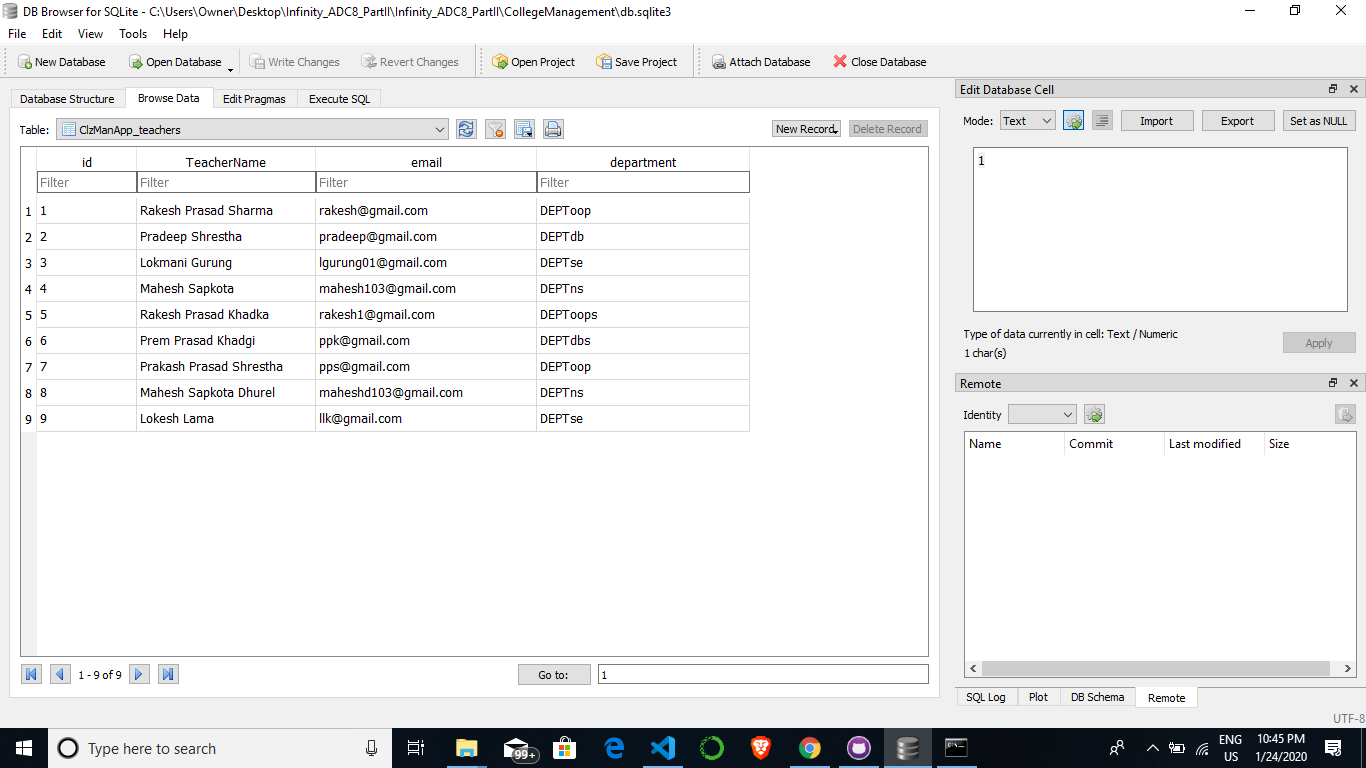 DB Browser for SQLite - C:\Users\Owner\Desktop\Infinity_ADC8_PartII\Infinity_ADC8_PartII\CollegeManagement\db.sqlite3
File Edit View Tools Help
New Database Open Database Write Changes Revert Changes Open Project Save Project Attach Database Close Database
Database Structure Browse Data Edit Pragmas Execute SQL
Table: ClzManApp_teachers New Record Delete Record
id TeacherName email department
Filter Filter Filter Filter
1 1 Rakesh Prasad Sharma rakesh@gmail.com DEPToop
2 2 Pradeep Shrestha pradeep@gmail.com DEPTdb
3 3 Lokmani Gurung lgurung01@gmail.com DEPTse
4 4 Mahesh Sapkota mahesh103@gmail.com DEPTns
5 5 Rakesh Prasad Khadka rakesh1@gmail.com DEPToops
6 6 Prem Prasad Khadgi ppk@gmail.com DEPTdbs
7 7 Prakash Prasad Shrestha pps@gmail.com DEPToop
8 8 Mahesh Sapkota Dhurel maheshd103@gmail.com DEPTns
9 9 Lokesh Lama llk@gmail.com DEPTse
1 - 9 of 9 Go to: 1
Edit Database Cell
Mode: Text Import Export Set as NULL
1
Type of data currently in cell: Text / Numeric
1 char(s)
Apply
Remote
Identity
Name Commit Last modified Size
SQL Log Plot DB Schema Remote
UTF-8
Type here to search
99+
ENG
US
10:45 PM
1/24/2020